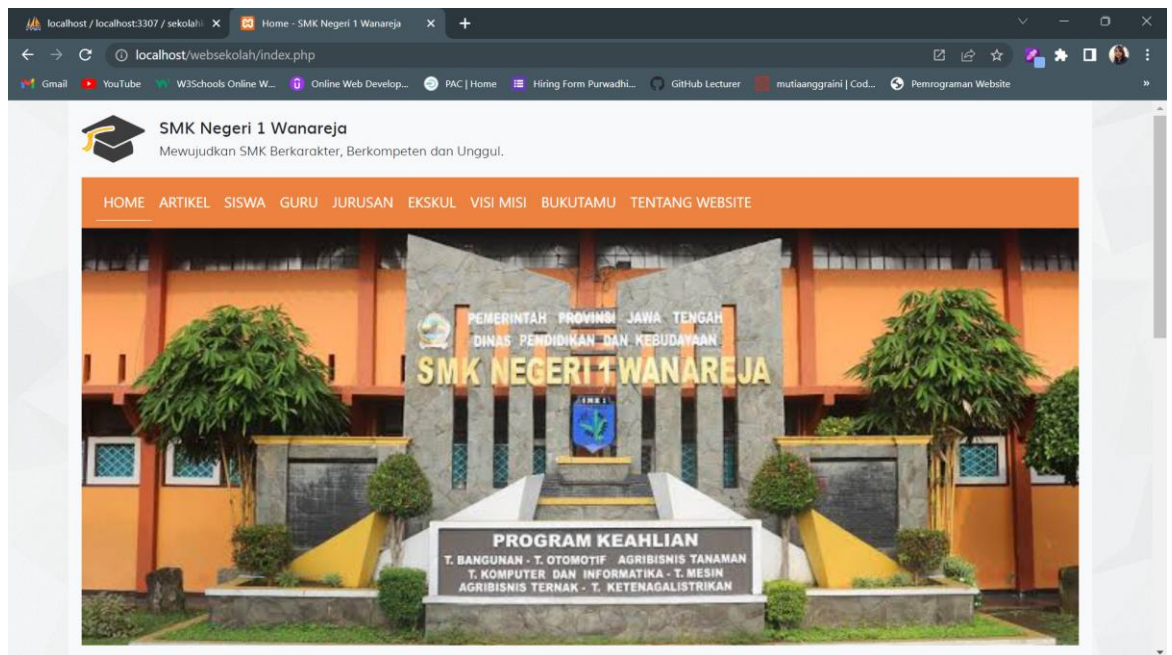 localhost / localhost:3307 / sekolah
Home - SMK Negeri 1 Wanareja
localhost/websekolah/index.php
Gmail YouTube W3Schools Online W... Online Web Develop... PAC | Home Hiring Form Purwadhi... GitHub Lecturer mutiaanggraini | Cod... Pemrograman Website »
SMK Negeri 1 Wanareja
Mewujudkan SMK Berkarakter, Berkompeten dan Unggul.
HOME ARTIKEL SISWA GURU JURUSAN EKSKUL VISI MISI BUKUTAMU TENTANG WEBSITE
PEMERINTAH PROVINSI JAWA TENGAH
DINAS PENDIDIKAN DAN KEBUDAYAAN
SMK NEGERI 1 WANAREJA
SMK 1
PROGRAM KEAHLIAN
T. BANGUNAN - T. OTOMOTIF AGRIBISNIS TANAMAN
T. KOMPUTER DAN INFORMATIKA - T. MESIN
AGRIBISNIS TERNAK - T. KETENAGALISTRIKAN